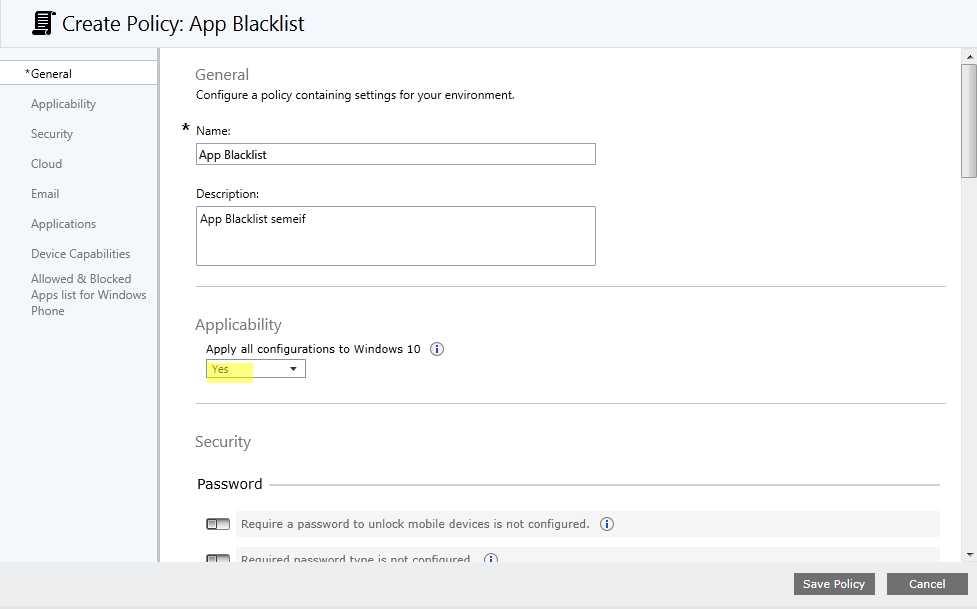 Create Policy: App Blacklist
*General
Applicability
Security
Cloud
Email
Applications
Device Capabilities
Allowed & Blocked
Apps list for Windows
Phone
General
Configure a policy containing settings for your environment.
* Name:
App Blacklist
Description:
App Blacklist semeif
Applicability
Apply all configurations to Windows 10
Yes
Security
Password
Require a password to unlock mobile devices is not configured.
Required password type is not configured.
Save Policy
Cancel